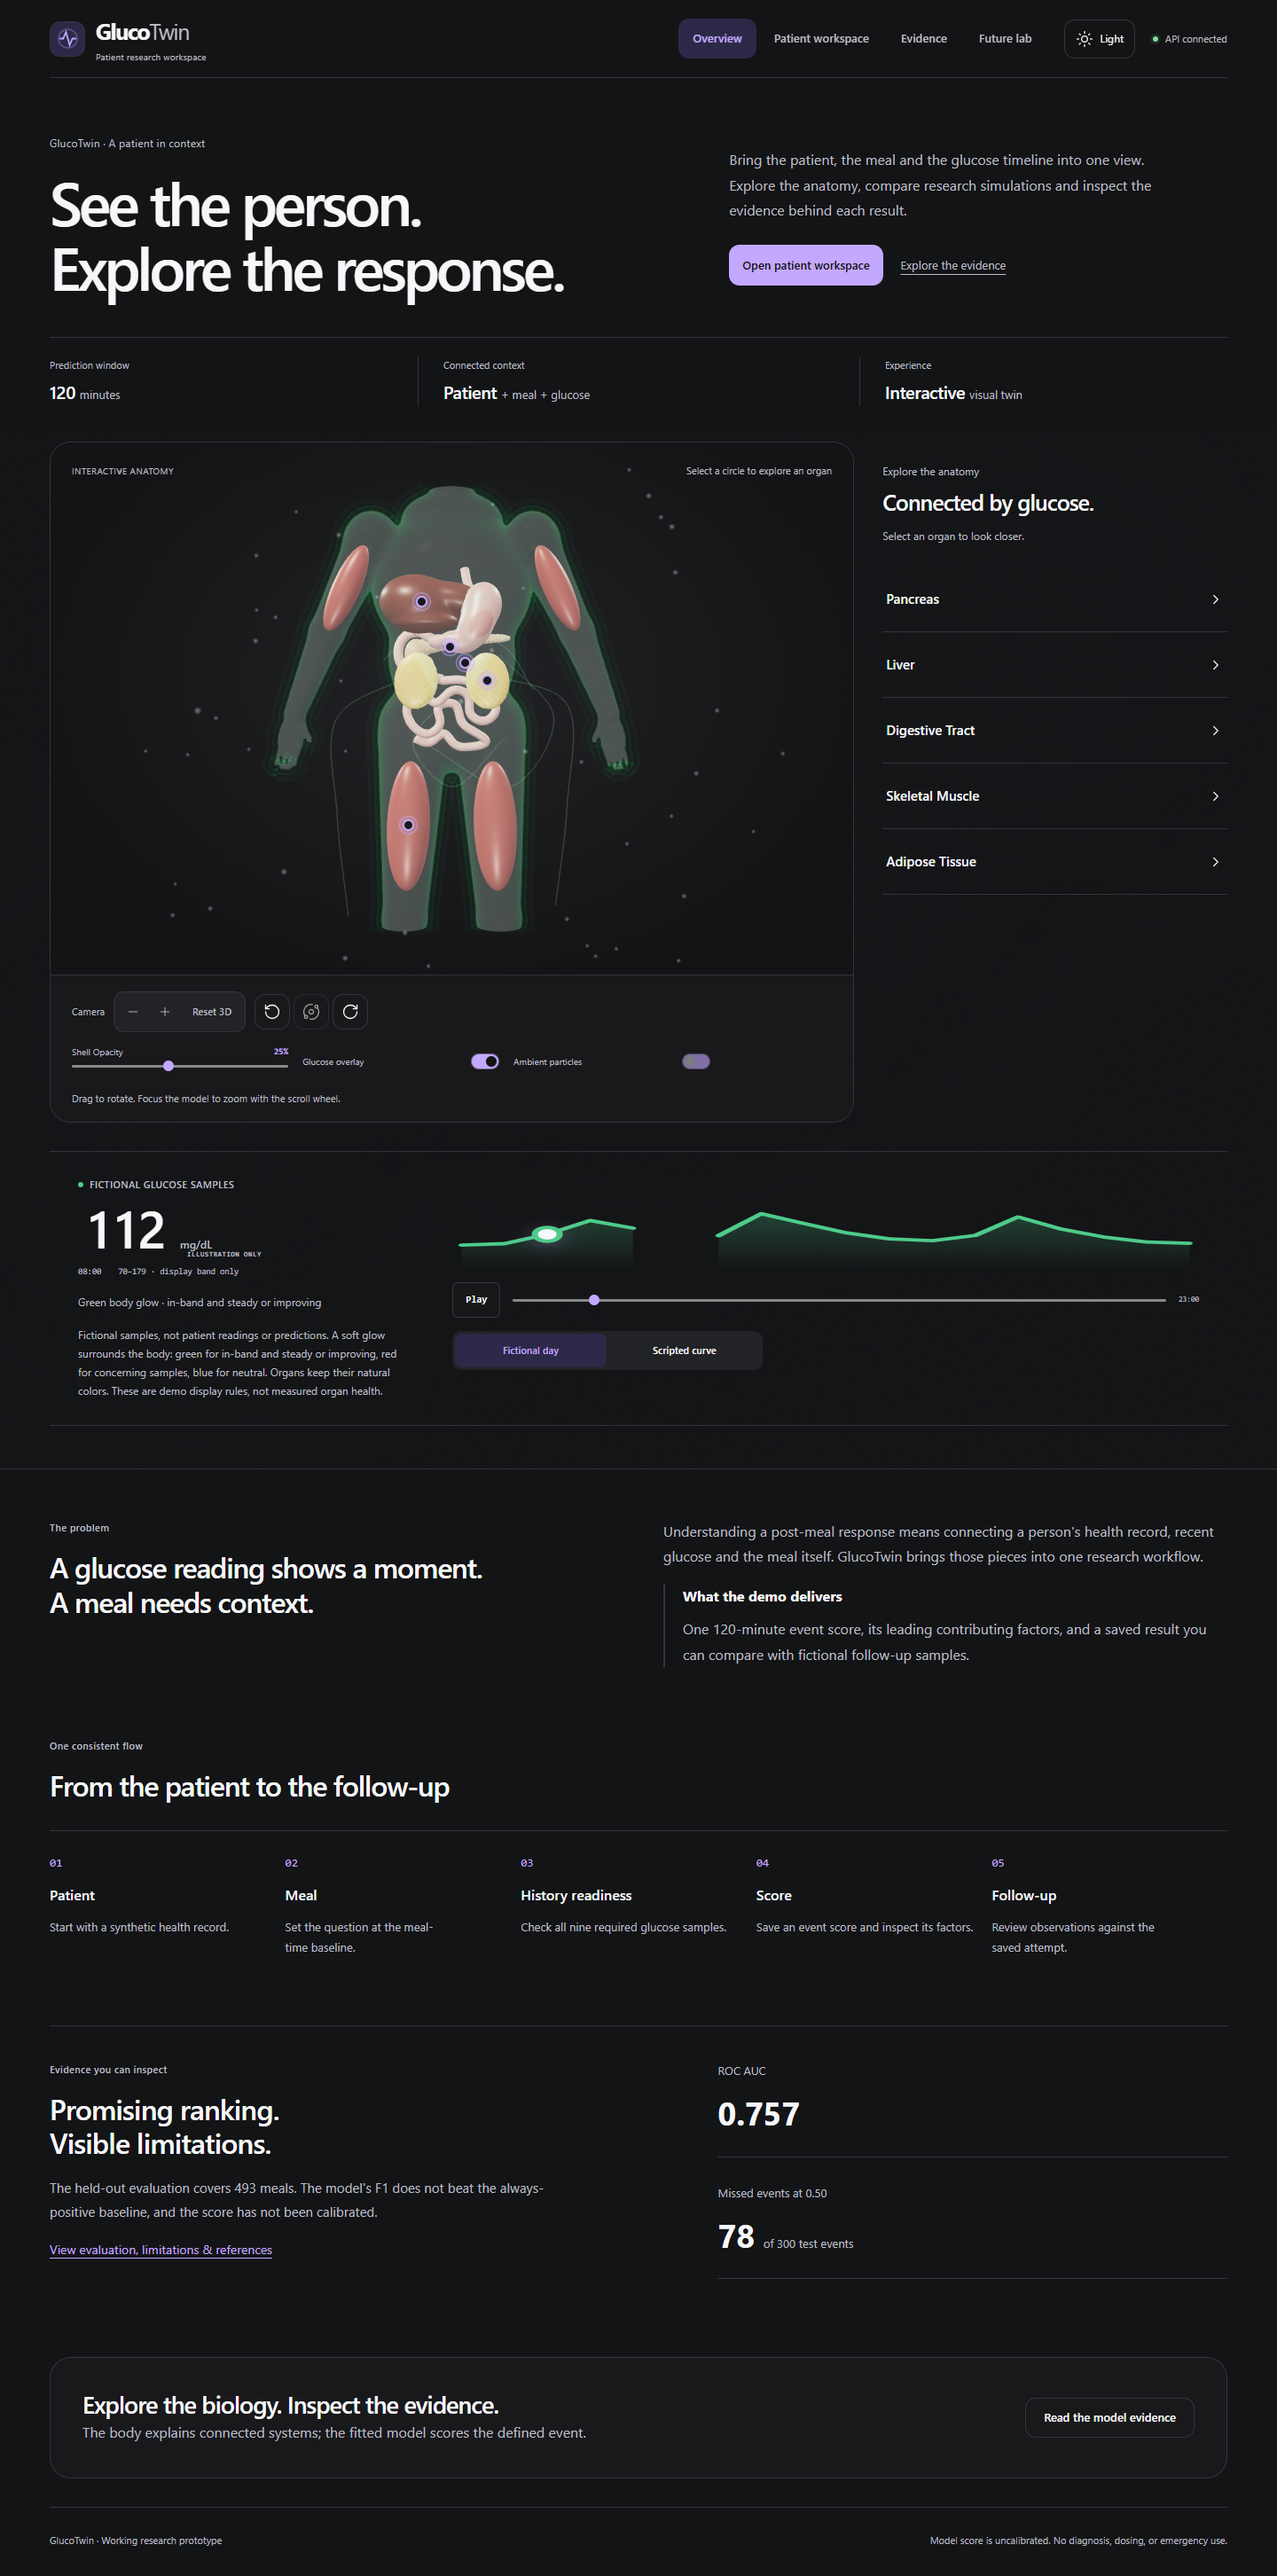 GlucoTwin
Patient research workspace
Overview
Patient workspace
Evidence
Future lab
Light
API connected
GlucoTwin · A patient in context
See the person.
Explore the response.
Bring the patient, the meal and the glucose timeline into one view.
Explore the anatomy, compare research simulations and inspect the
evidence behind each result.
Open patient workspace
Explore the evidence
Prediction window
120 minutes
Connected context
Patient + meal + glucose
Experience
Interactive visual twin
INTERACTIVE ANATOMY
Select a circle to explore an organ
Explore the anatomy
Connected by glucose.
Select an organ to look closer.
Pancreas
Liver
Digestive Tract
Skeletal Muscle
Adipose Tissue
Camera
Reset 3D
Shell Opacity
25%
Glucose overlay
Ambient particles
Drag to rotate. Focus the model to zoom with the scroll wheel.
FICTIONAL GLUCOSE SAMPLES
112 mg/dL
ILLUSTRATION ONLY
08:00 70–179 · display band only
Green body glow · in-band and steady or improving
Fictional samples, not patient readings or predictions. A soft glow
surrounds the body: green for in-band and steady or improving, red
for concerning samples, blue for neutral. Organs keep their natural
colors. These are demo display rules, not measured organ health.
Play
23:00
Fictional day
Scripted curve
The problem
A glucose reading shows a moment.
A meal needs context.
Understanding a post-meal response means connecting a person's health record, recent
glucose and the meal itself. GlucoTwin brings those pieces into one research workflow.
What the demo delivers
One 120-minute event score, its leading contributing factors, and a saved result you
can compare with fictional follow-up samples.
One consistent flow
From the patient to the follow-up
01
Patient
Start with a synthetic health record.
02
Meal
Set the question at the meal-
time baseline.
03
History readiness
Check all nine required glucose samples.
04
Score
Save an event score and inspect its factors.
05
Follow-up
Review observations against the
saved attempt.
Evidence you can inspect
Promising ranking.
Visible limitations.
The held-out evaluation covers 493 meals. The model's F1 does not beat the always-
positive baseline, and the score has not been calibrated.
View evaluation, limitations & references
ROC AUC
0.757
Missed events at 0.50
78 of 300 test events
Explore the biology. Inspect the evidence.
The body explains connected systems; the fitted model scores the defined event.
Read the model evidence
GlucoTwin · Working research prototype
Model score is uncalibrated. No diagnosis, dosing, or emergency use.